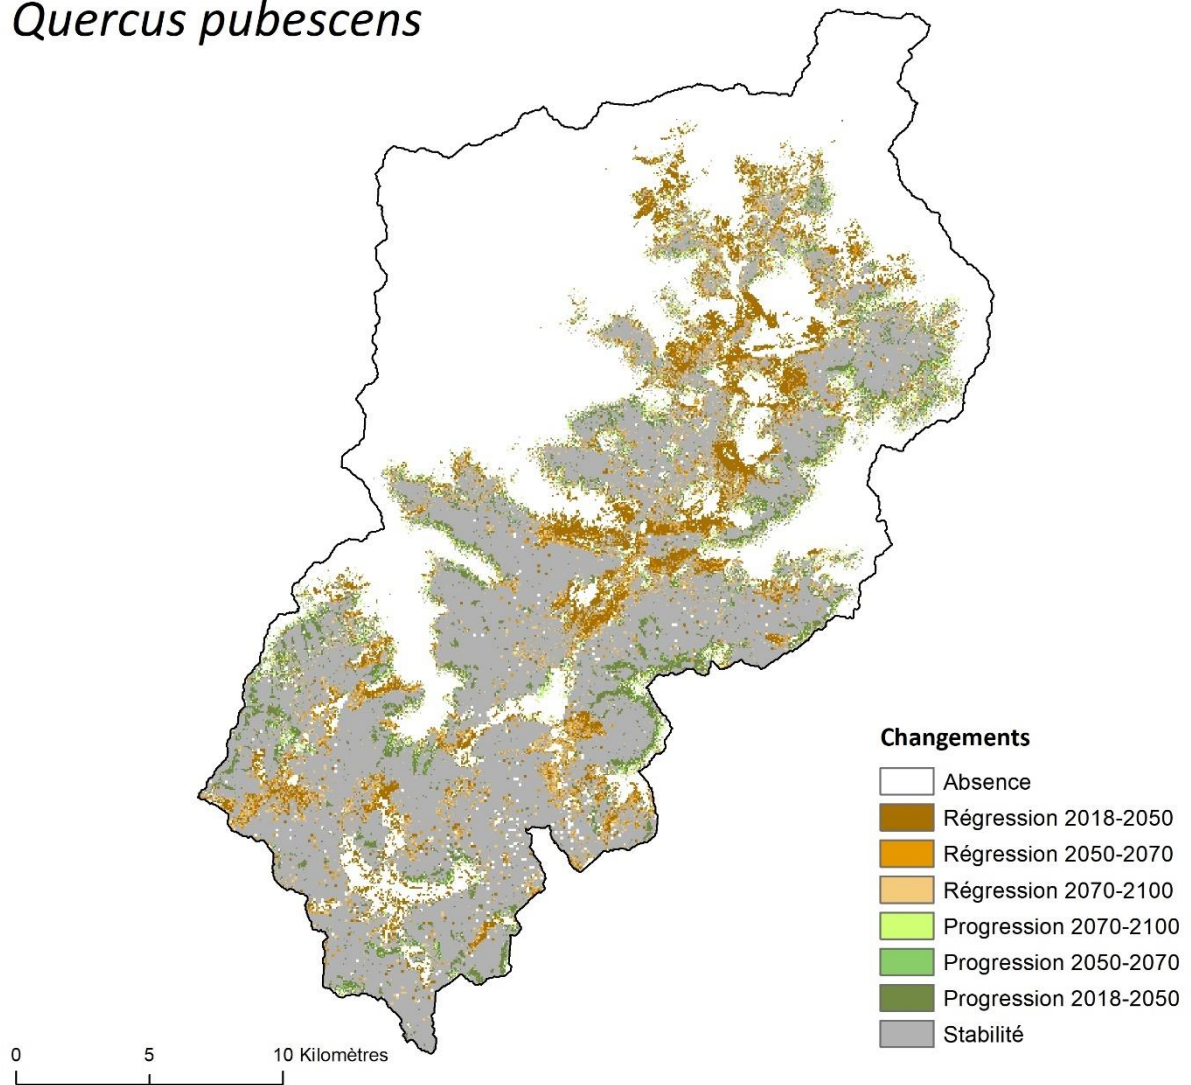 Quercus pubescens
Changements
Absence
Régression 2018-2050
Régression 2050-2070
Régression 2070-2100
Progression 2070-2100
Progression 2050-2070
Progression 2018-2050
Stabilité
0 5 10 Kilomètres